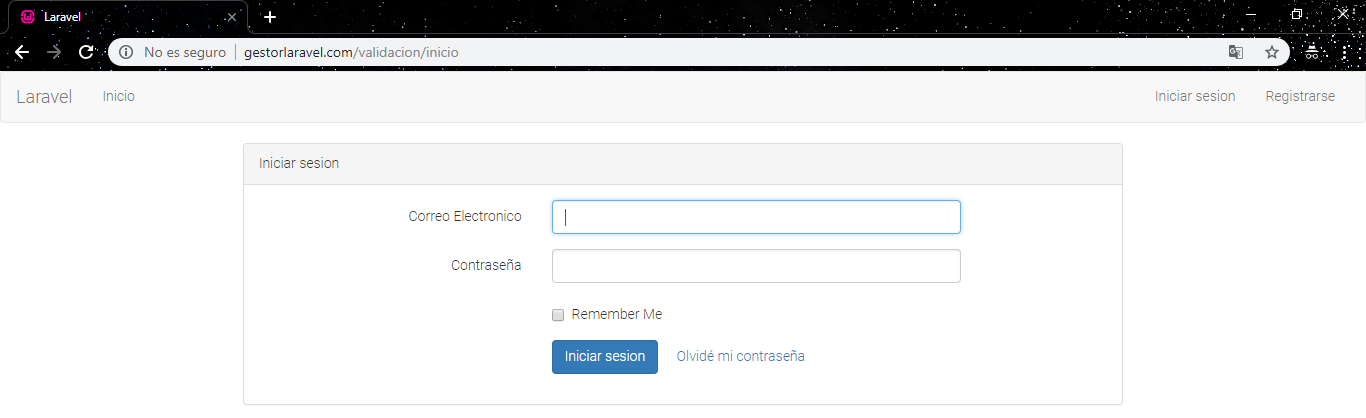 Laravel
No es seguro gestorlaravel.com/validacion/inicio
Laravel Inicio Iniciar sesion Registrarse
Iniciar sesion
Correo Electronico
Contraseña
Remember Me
Iniciar sesion Olvidé mi contraseña